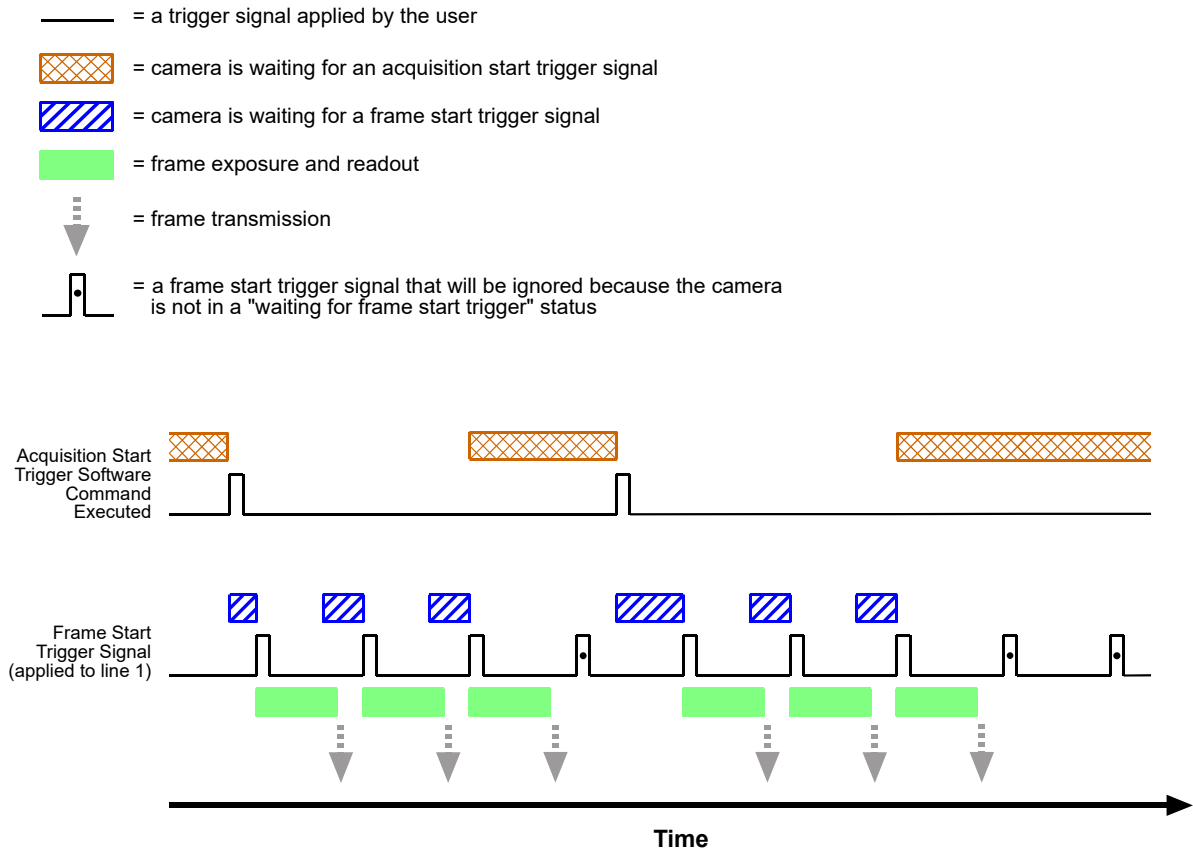 = a trigger signal applied by the user
= camera is waiting for an acquisition start trigger signal
= camera is waiting for a frame start trigger signal
= frame exposure and readout
= frame transmission
= a frame start trigger signal that will be ignored because the camera
is not in a "waiting for frame start trigger" status
Acquisition Start
Trigger Software
Command
Executed
Frame Start
Trigger Signal
(applied to line 1)
Time